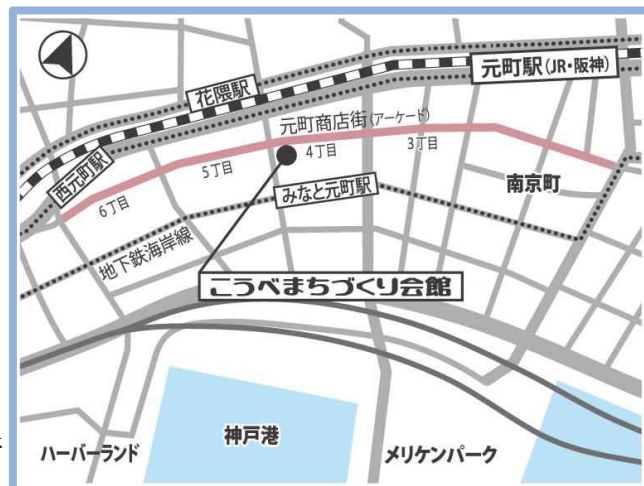 元町駅(JR・阪神)
花隈駅
元町商店街(アーケード)
西元町駅
3丁目
4丁目
5丁目
6丁目
南京町
みなと元町駅
地下鉄海岸線
こうべまちづくり会館
神戸港
ハーバーランド
メリケンパーク